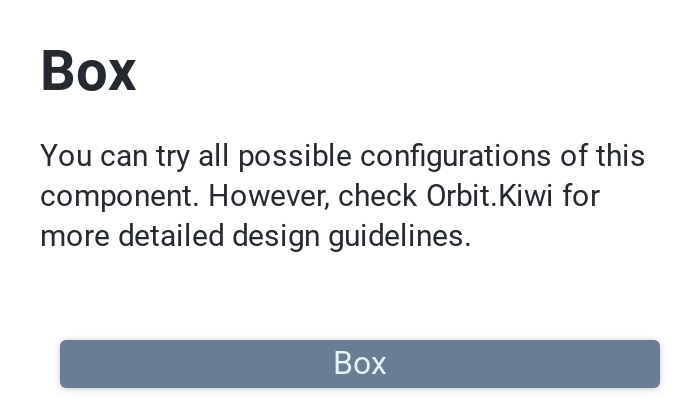 Box
You can try all possible configurations of this
component. However, check Orbit.Kiwi for
more detailed design guidelines.
Box